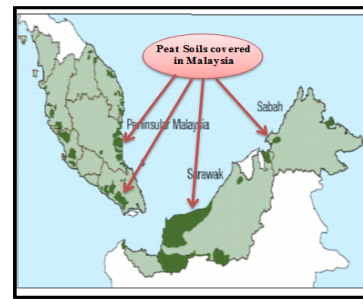 Peat Soils covered
in Malaysia
Sabah
Peninsular Malaysia
Sarawak